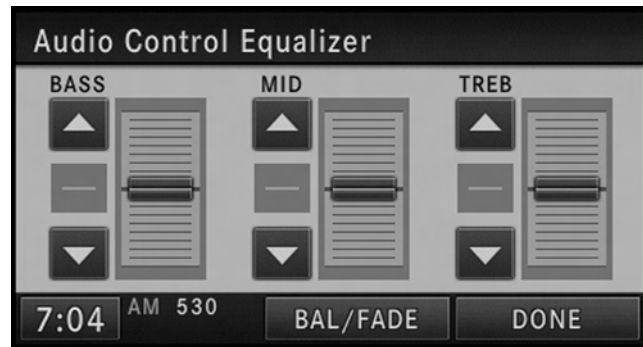 Audio Control Equalizer
BASS MID TREB
7:04 AM 530 BAL/FADE DONE